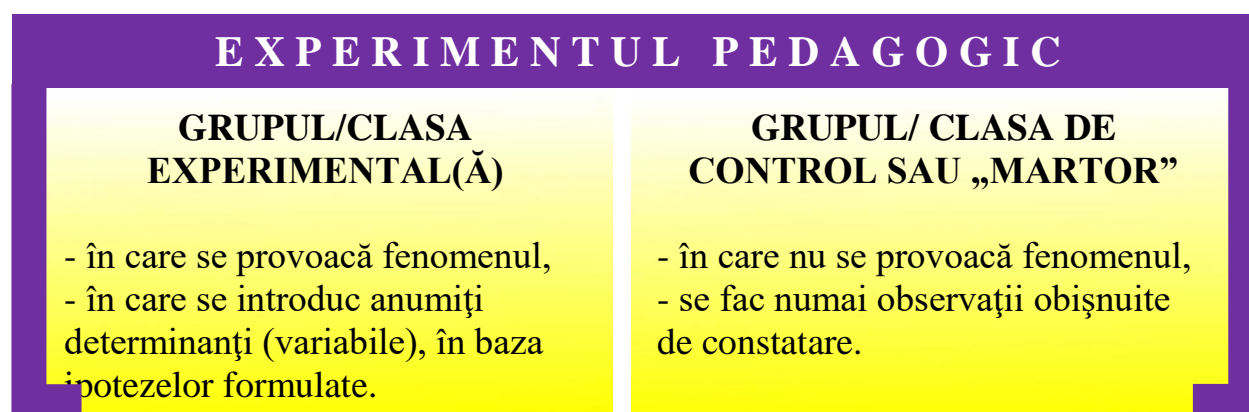 EXPERIMENTUL PEDAGOGIC
GRUPUL/CLASA
EXPERIMENTAL(Ă)
- în care se provoacă fenomenul,
- în care se introduc anumiţi
determinanţi (variabile), în baza
ipotezelor formulate.
GRUPUL/ CLASA DE
CONTROL SAU „MARTOR”
- în care nu se provoacă fenomenul,
- se fac numai observaţii obişnuite
de constatare.